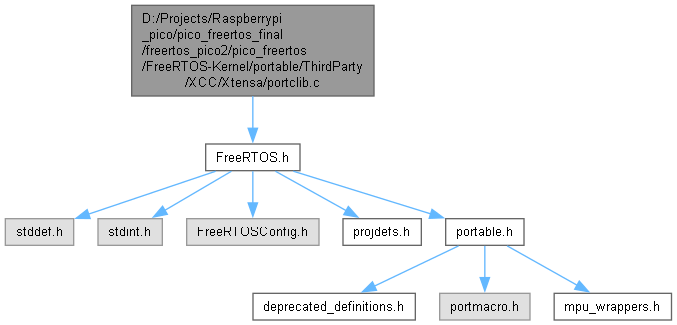 D:/Projects/Raspberrypi
_pico/pico_freertos_final
/freertos_pico2/pico_freertos
/FreeRTOS-Kernel/portable/ThirdParty
/XCC/Xtensa/portclib.c
FreeRTOS.h
stddef.h
stdint.h
FreeRTOSConfig.h
projdefs.h
portable.h
deprecated_definitions.h
portmacro.h
mpu_wrappers.h